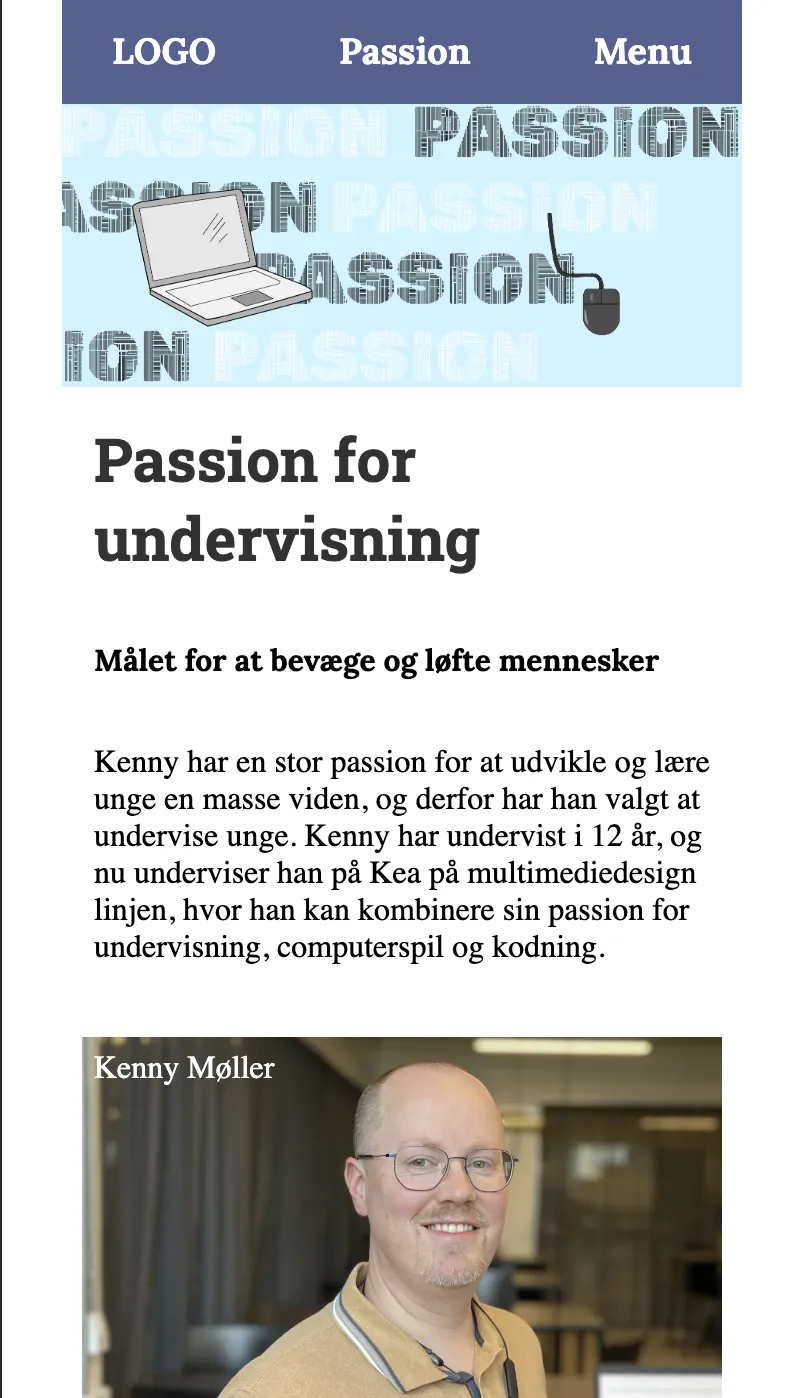 LOGO Passion Menu
PASSION PASSION
ASSION PASSION
PASSION
ION PASSION
Passion for
undervisning
Målet for at bevæge og løfte mennesker
Kenny har en stor passion for at udvikle og lære
unge en masse viden, og derfor har han valgt at
undervise unge. Kenny har undervist i 12 år, og
nu underviser han på Kea på multimediedesign
linjen, hvor han kan kombinere sin passion for
undervisning, computerspil og kodning.
Kenny Møller